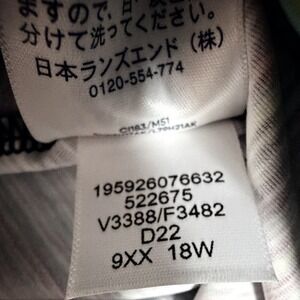 ますので、
分けて洗ってください。
日本ランズエンド（株）
0120-554-774
195926076632
522675
V3388/F3482
D22
9XX 18W